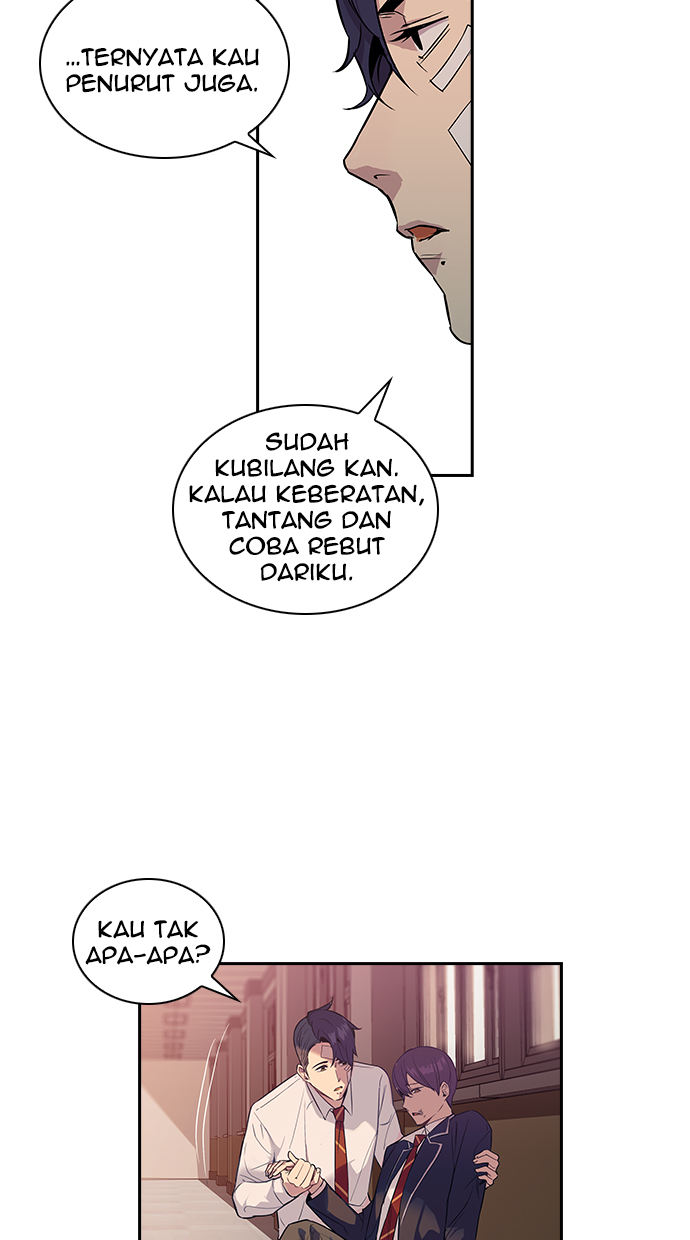 ...TERNYATA KAU
PENURUT JUGA.
SUDAH
KUBILANG KAN.
KALAU KEBERATAN,
TANTANG DAN
COBA REBUT
DARIKU.
KAU TAK
APA-APA?